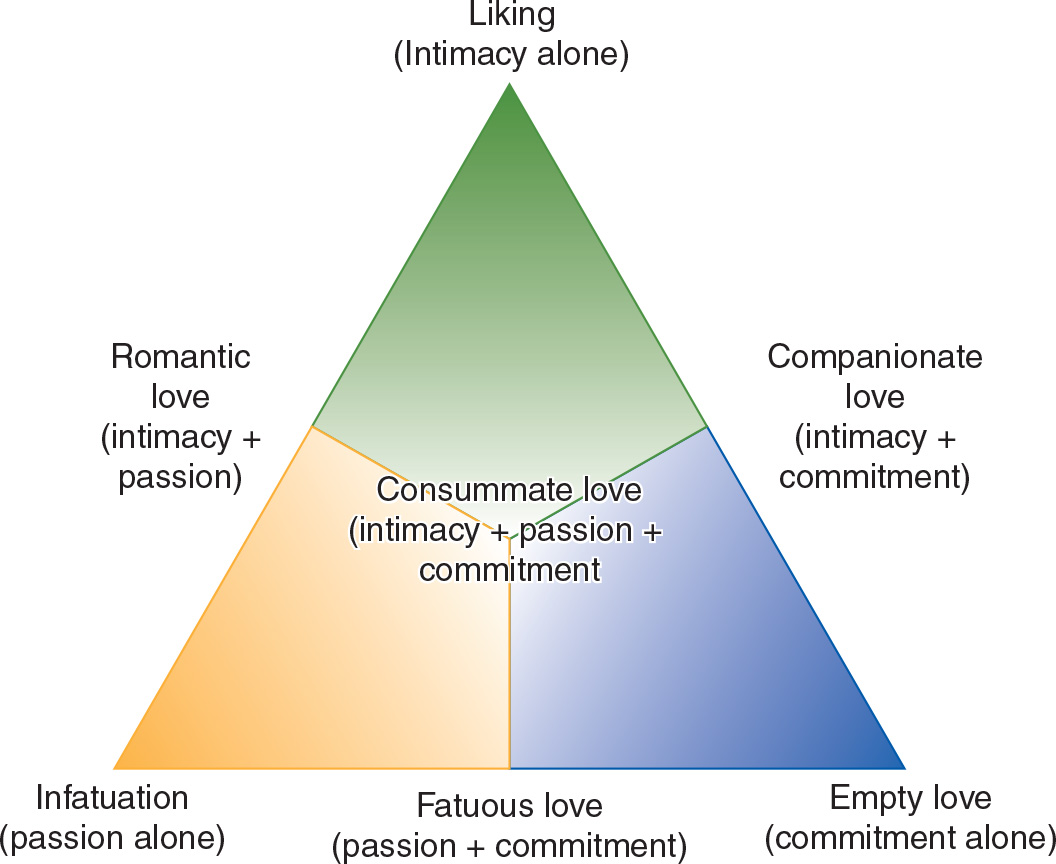 Liking
(Intimacy alone)
Romantic
love
(intimacy +
passion)
Companionate
love
(intimacy +
commitment)
Consummate love
(intimacy + passion +
commitment
Infatuation
(passion alone)
Fatuous love
(passion + commitment)
Empty love
(commitment alone)